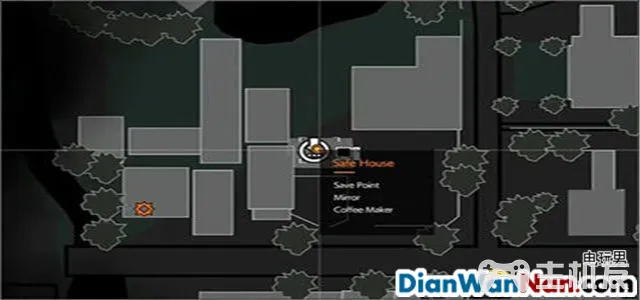 Safe House
Save Point
Mirror
Coffee Maker
电玩男
DianWanNan.com